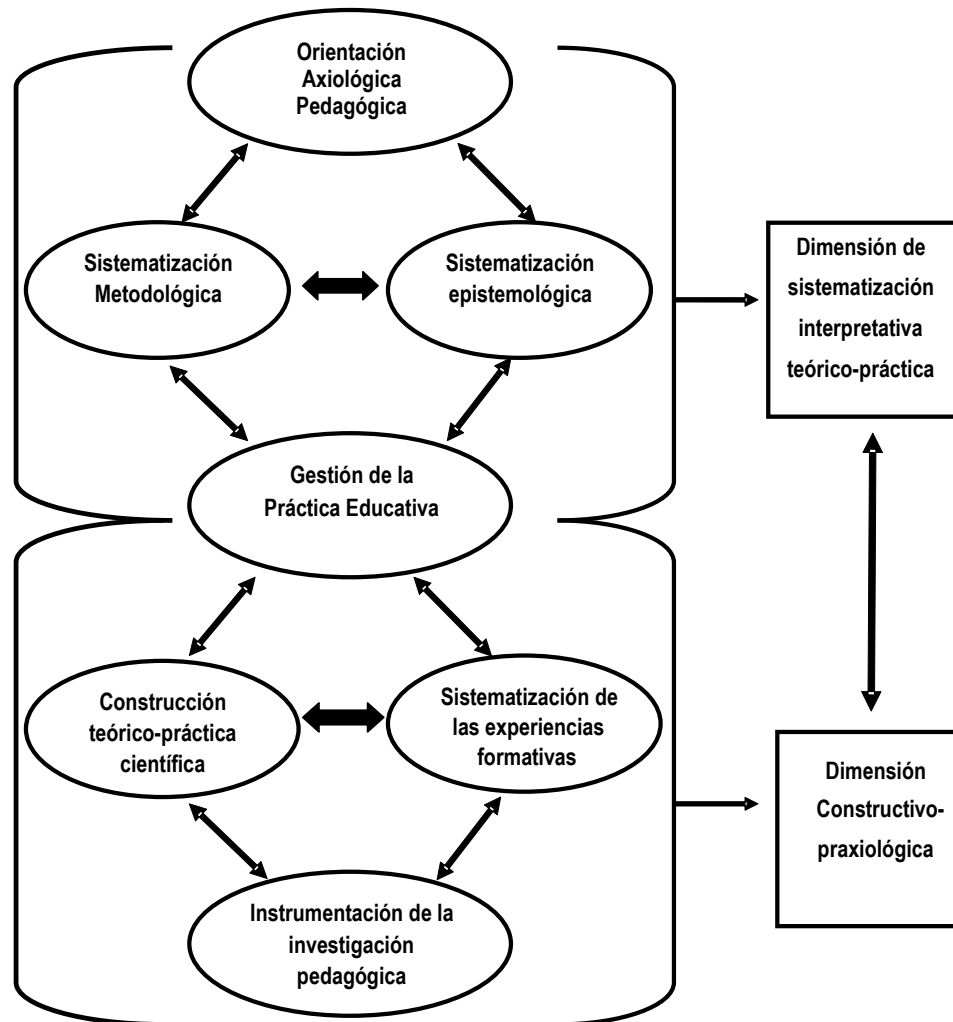 Orientación
Axiológica
Pedagógica
Sistematización
Metodológica
Sistematización
epistemológica
Dimensión de
sistematización
interpretativa
teórico-práctica
Gestión de la
Práctica Educativa
Construcción
teórico-práctica
científica
Sistematización de
las experiencias
formativas
Dimensión
Constructivo-
praxiológica
Instrumentación de la
investigación
pedagógica